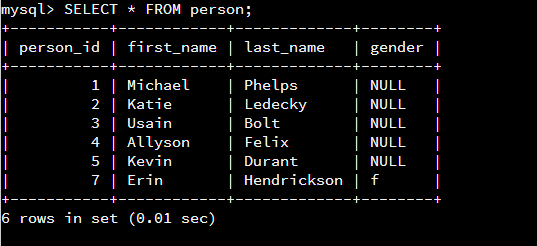 mysql> SELECT * FROM person;
+-----------+------------+-------------+--------+
| person_id | first_name | last_name   | gender |
+-----------+------------+-------------+--------+
|         1 | Michael    | Phelps      | NULL   |
|         2 | Katie      | Ledecky     | NULL   |
|         3 | Usain      | Bolt        | NULL   |
|         4 | Allyson    | Felix       | NULL   |
|         5 | Kevin      | Durant      | NULL   |
|         7 | Erin       | Hendrickson | f      |
+-----------+------------+-------------+--------+
6 rows in set (0.01 sec)